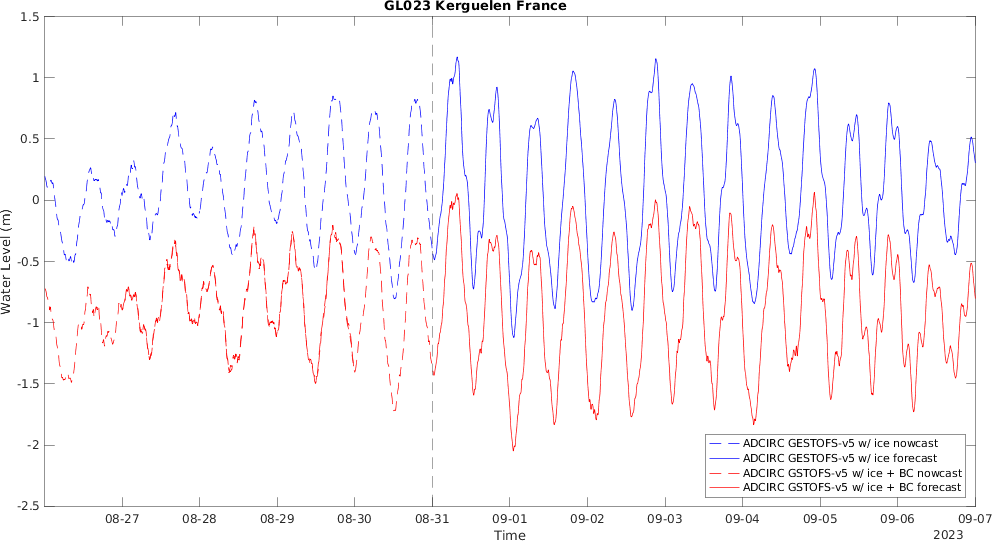 GL023 Kerguelen France
1.5
1
0.5
0
-0.5
-1
-1.5
-2
-2.5
Water Level (m)
ADCIRC GESTOFS-v5 w/ ice nowcast
ADCIRC GESTOFS-v5 w/ ice forecast
ADCIRC GSTOFS-v5 w/ ice + BC nowcast
ADCIRC GSTOFS-v5 w/ ice + BC forecast
08-27 08-28 08-29 08-30 08-31 09-01 09-02 09-03 09-04 09-05 09-06 09-07
Time
2023